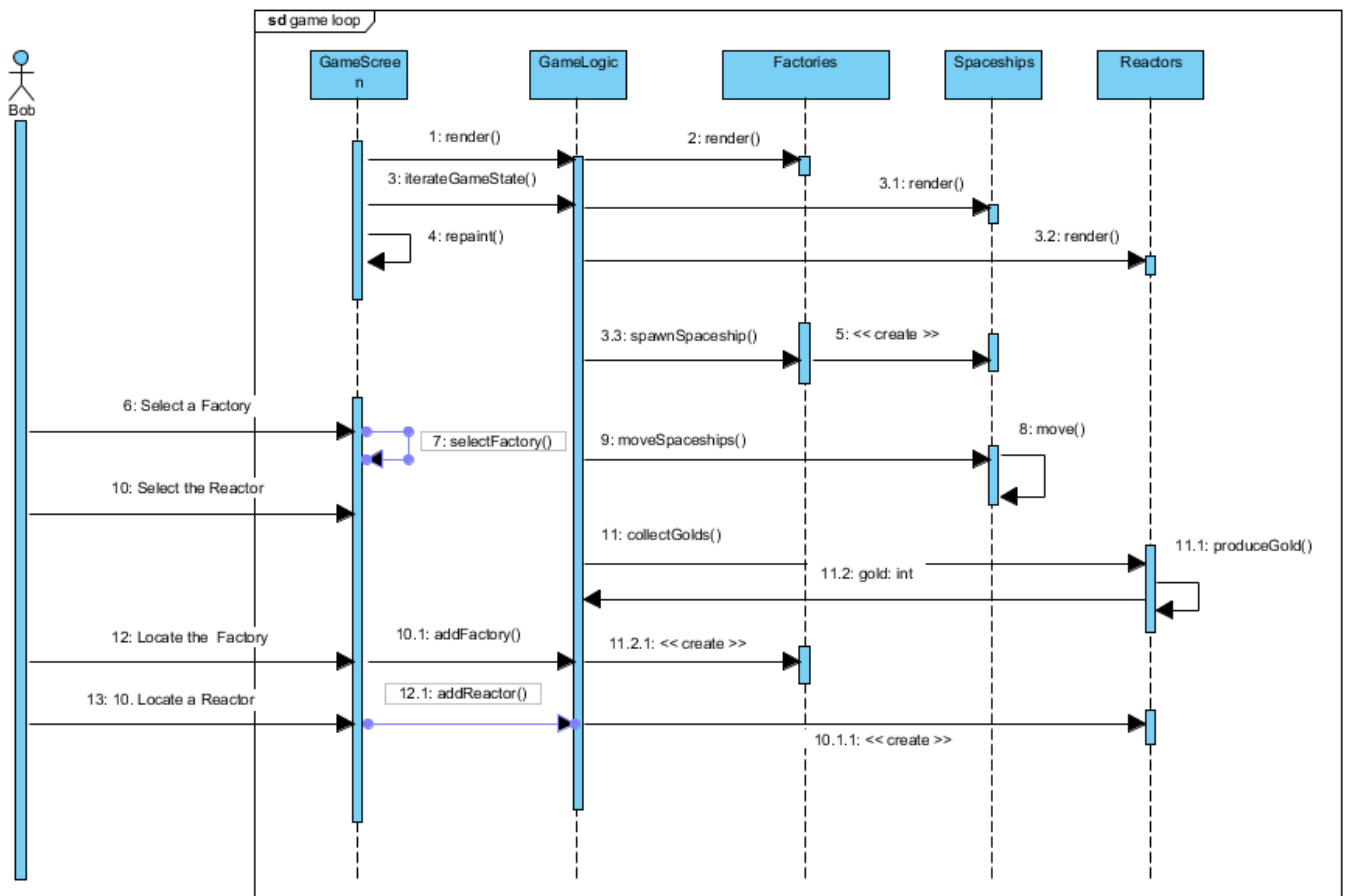 sd game loop
Bob
GameScree
n
GameLogic
Factories
Spaceships
Reactors
1: render()
2: render()
3: iterateGameState()
3.1: render()
4: repaint()
3.2: render()
3.3: spawnSpaceship()
5: << create >>
6: Select a Factory
7: selectFactory()
9: moveSpaceships()
8: move()
10: Select the Reactor
11: collectGolds()
11.1: produceGold()
11.2: gold: int
12: Locate the Factory
10.1: addFactory()
11.2.1: << create >>
13: 10. Locate a Reactor
12.1: addReactor()
10.1.1: << create >>